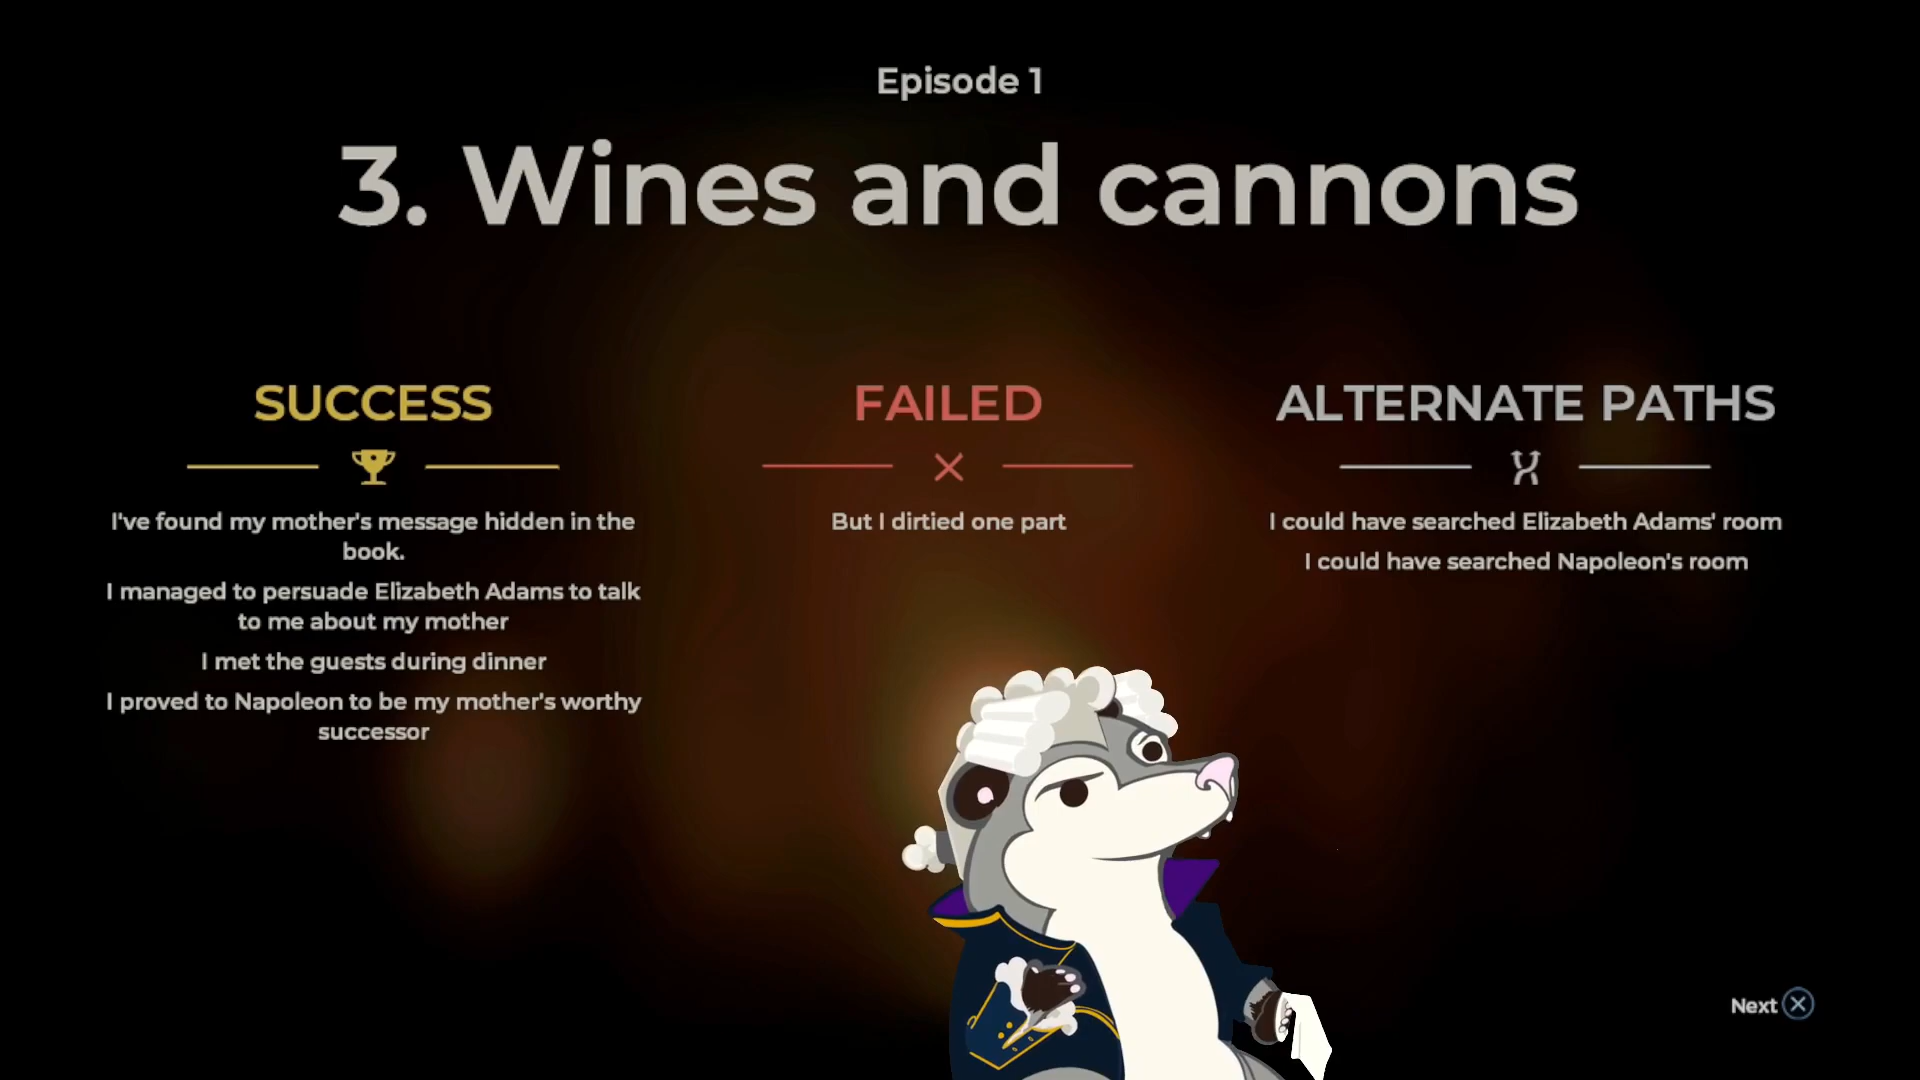 Episode 1
3. Wines and cannons
SUCCESS
I've found my mother's message hidden in the
book.
I managed to persuade Elizabeth Adams to talk
to me about my mother
I met the guests during dinner
I proved to Napoleon to be my mother's worthy
successor
FAILED
But I dirtied one part
ALTERNATE PATHS
I could have searched Elizabeth Adams' room
I could have searched Napoleon's room
Next